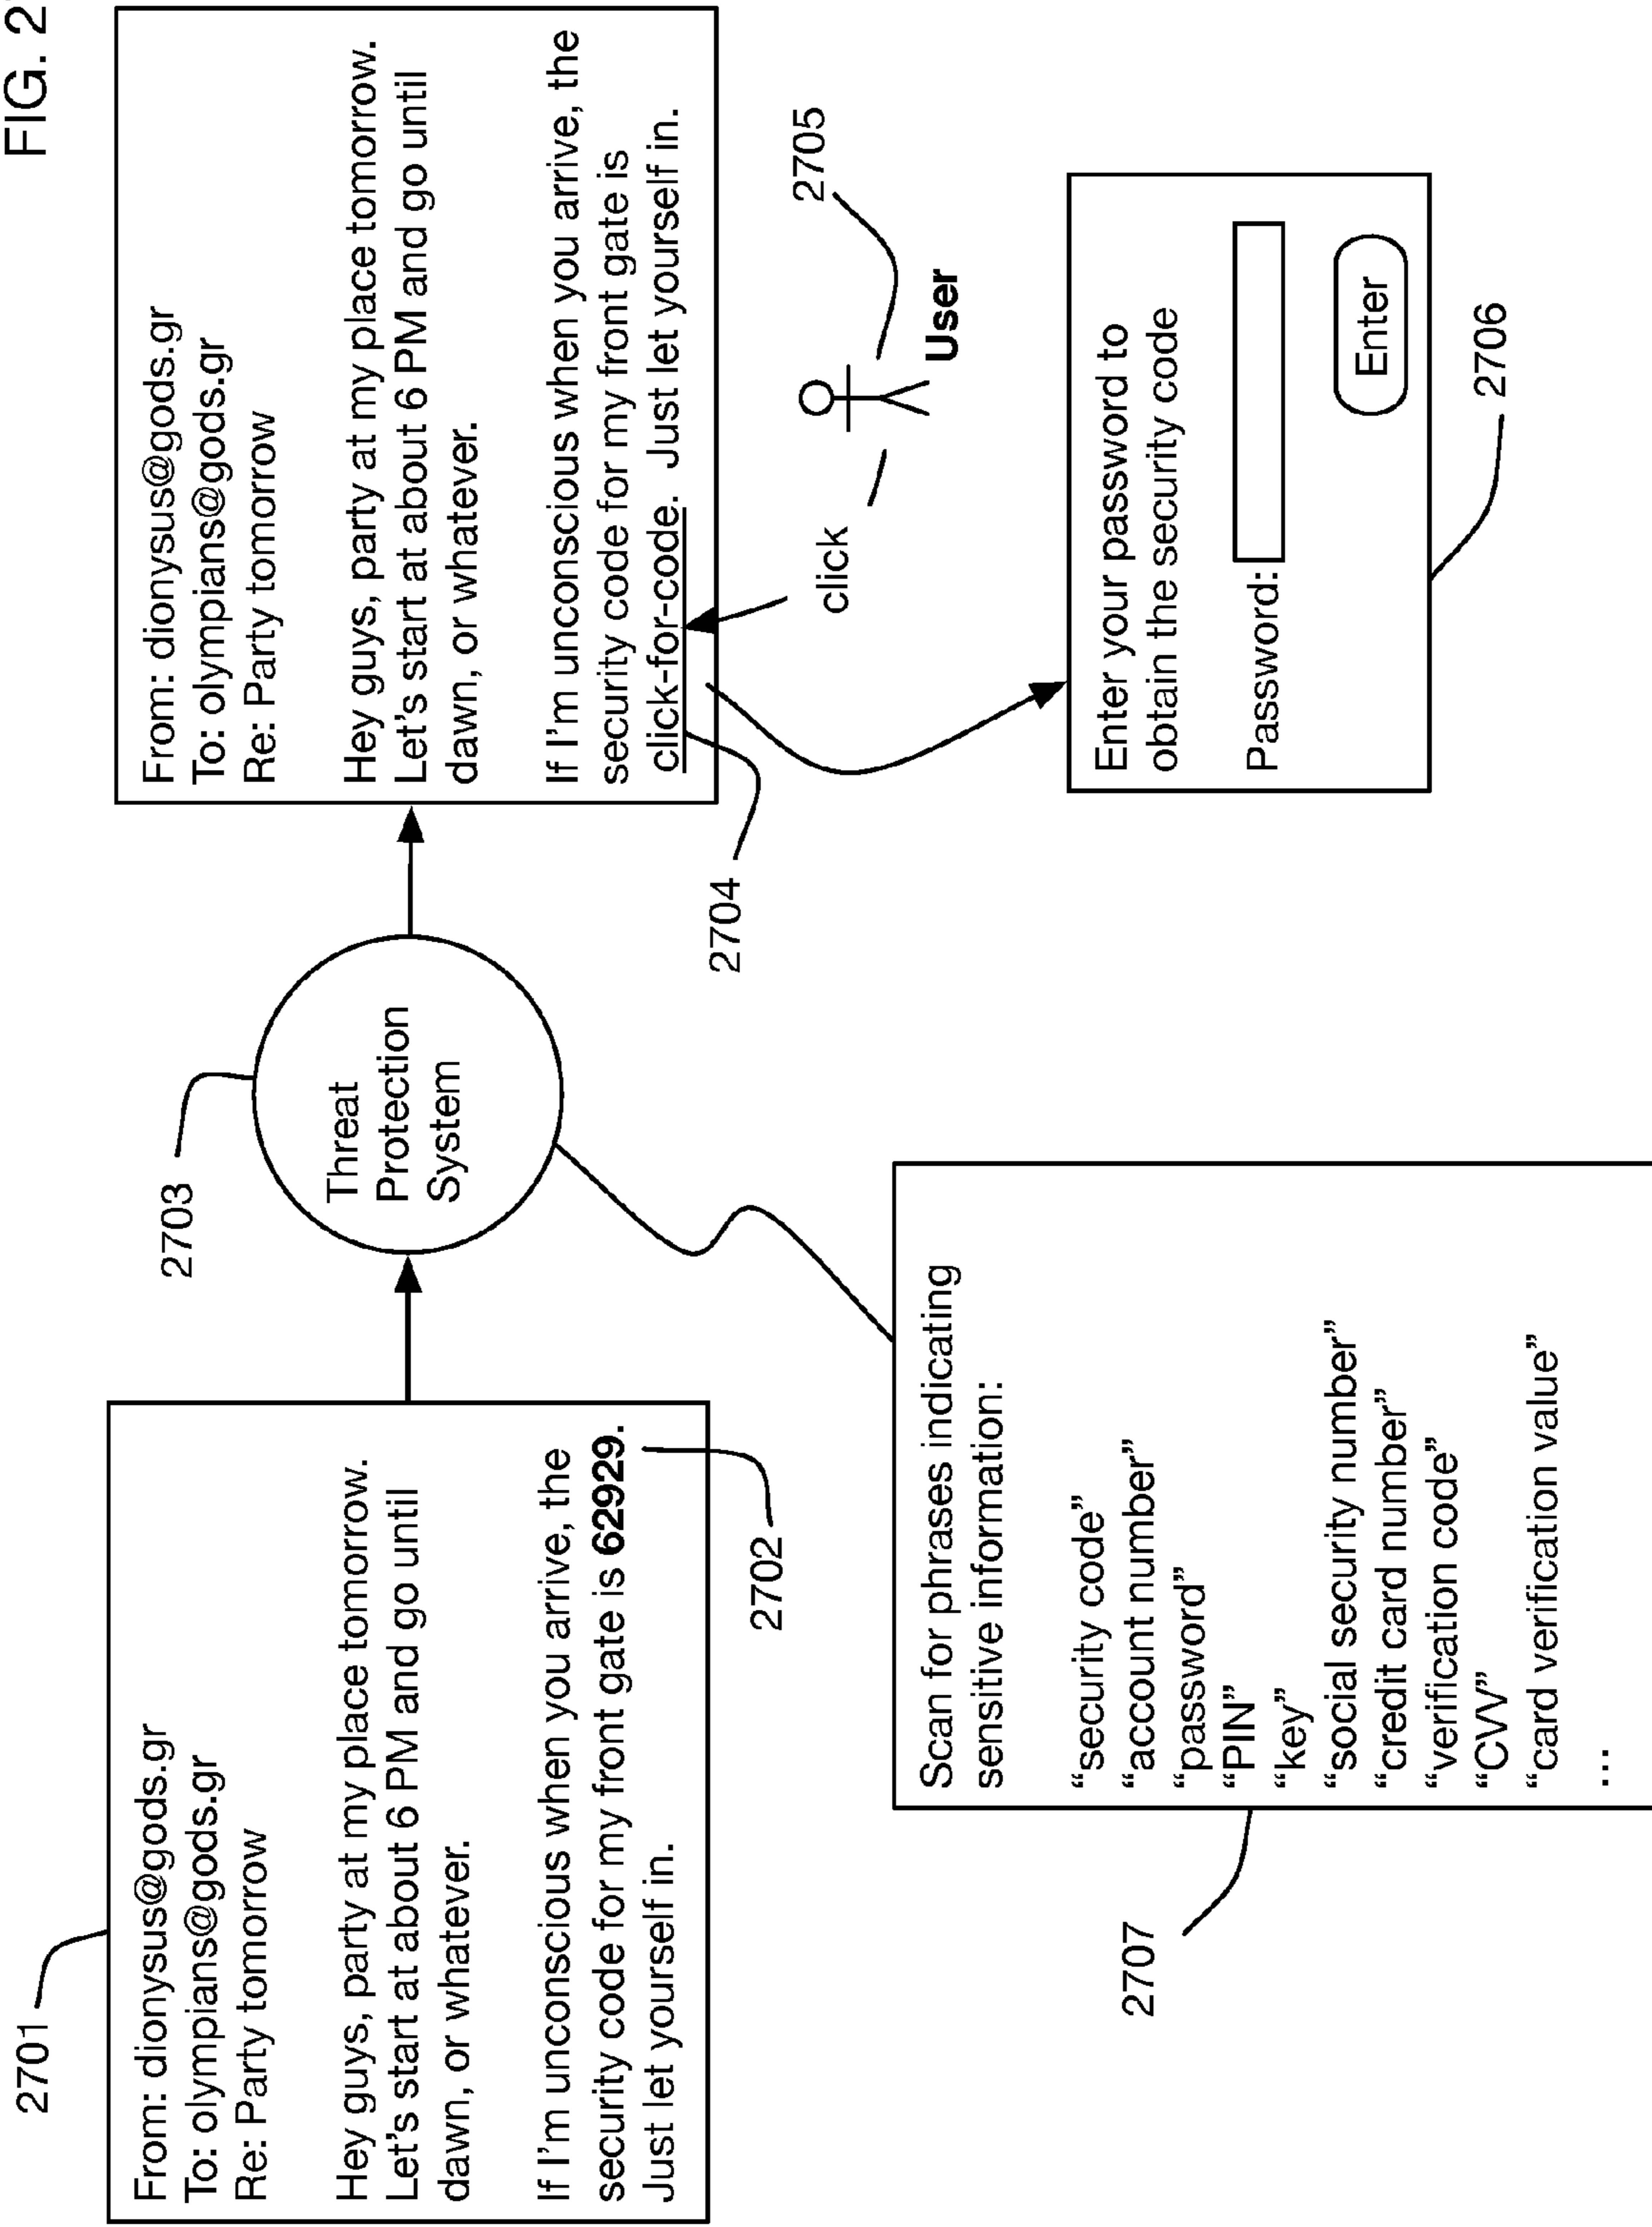 FIG. 2
2701
From: dionysus@gods.gr
To: olympians@gods.gr
Re: Party tomorrow
Hey guys, party at my place tomorrow.
Let's start at about 6 PM and go until
dawn, or whatever.
If I'm unconscious when you arrive, the
security code for my front gate is 62929.
Just let yourself in.
2702
2703
Threat
Protection
System
From: dionysus@gods.gr
To: olympians@gods.gr
Re: Party tomorrow
Hey guys, party at my place tomorrow.
Let's start at about 6 PM and go until
dawn, or whatever.
If I'm unconscious when you arrive, the
security code for my front gate is
click-for-code. Just let yourself in.
2704
click
User
2705
Enter your password to
obtain the security code
Password:
Enter
2706
2707
Scan for phrases indicating
sensitive information:
“security code”
“account number”
“password”
“PIN”
“key”
“social security number”
“credit card number”
“verification code”
“CVV”
“card verification value”
...